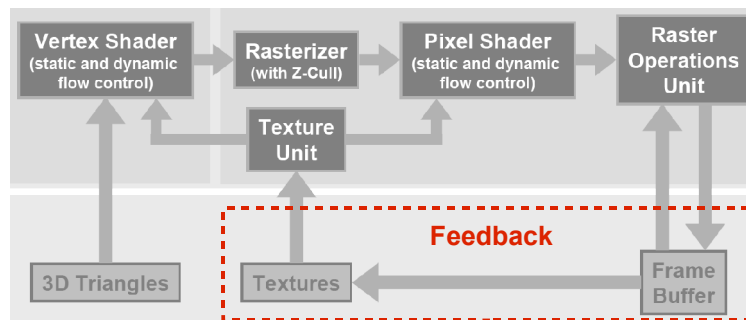 Vertex Shader
(static and dynamic
flow control)
Rasterizer
(with Z-Cull)
Pixel Shader
(static and dynamic
flow control)
Raster
Operations
Unit
Texture
Unit
Feedback
3D Triangles
Textures
Frame
Buffer